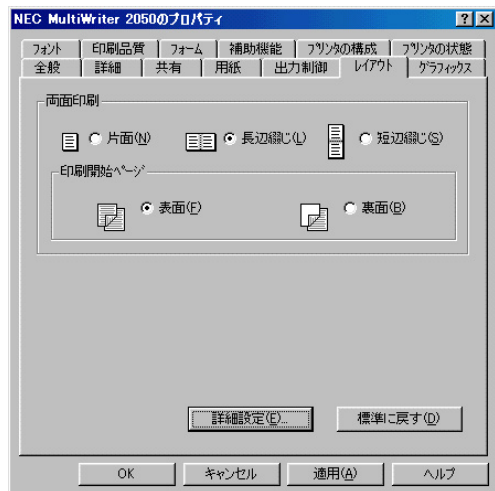 NEC MultiWriter 2050のプロパティ
フォント 印刷品質 フォーム 補助機能 プリンタの構成 プリンタの状態
全般 詳細 共有 用紙 出力制御 レイアウト グラフィックス
両面印刷
片面(N) 長辺綴じ(L) 短辺綴じ(S)
印刷開始ページ
表面(F) 裏面(B)
詳細設定(E)... 標準に戻す(D)
OK キャンセル 適用(A) ヘルプ